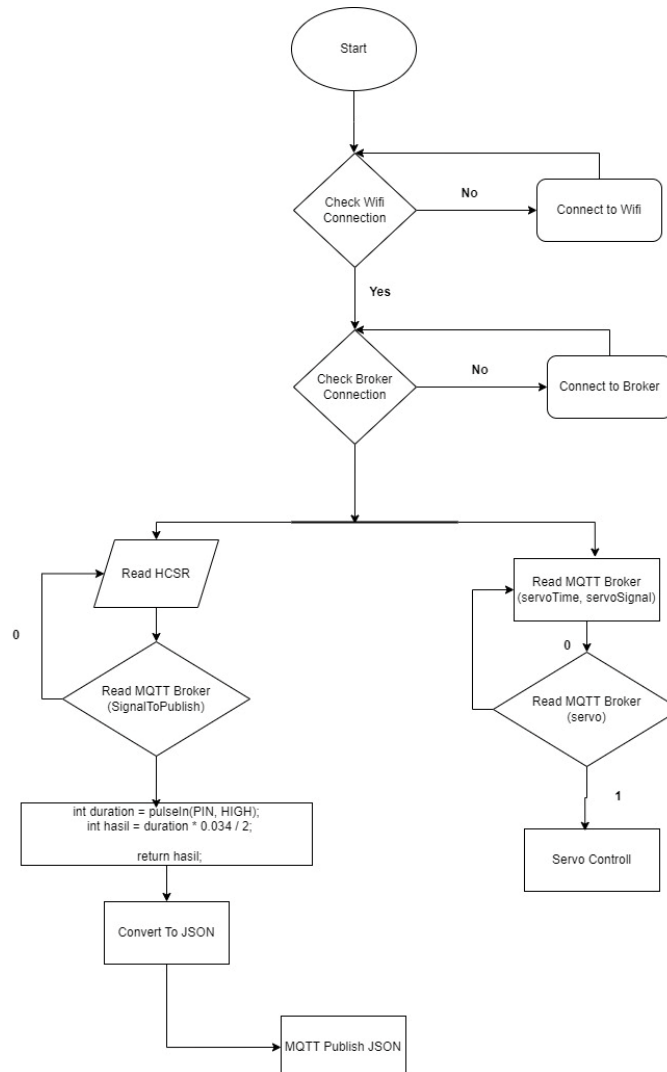 Start
Check Wifi
Connection
No
Connect to Wifi
Yes
Check Broker
Connection
No
Connect to Broker
Read HCSR
0
Read MQTT Broker
(SignalToPublish)
int duration = pulseIn(PIN, HIGH);
int hasil = duration * 0.034 / 2;
return hasil;
Convert To JSON
MQTT Publish JSON
Read MQTT Broker
(servoTime, servoSignal)
0
Read MQTT Broker
(servo)
1
Servo Controll